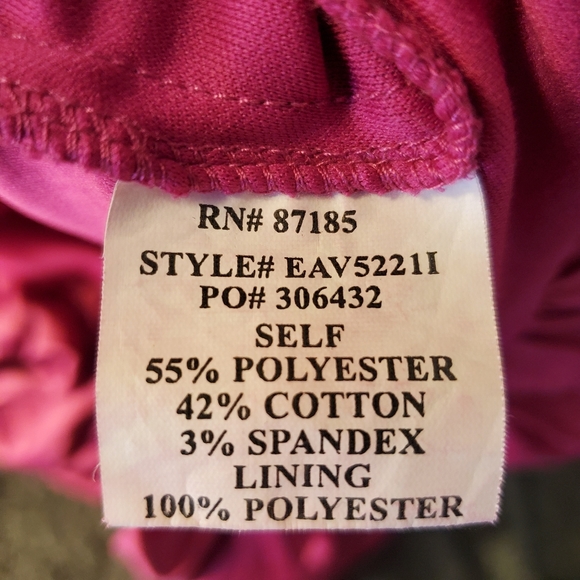 RN# 87185
STYLE# EAV5221I
PO# 306432
SELF
55% POLYESTER
42% COTTON
3% SPANDEX
LINING
100% POLYESTER